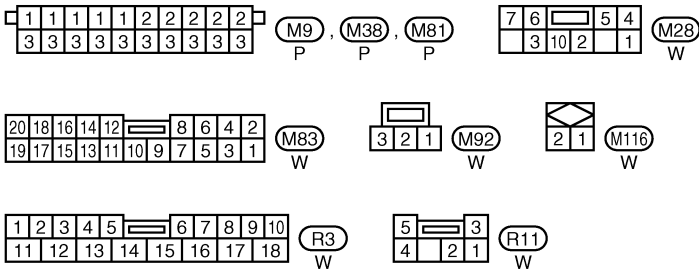 1 1 1 1 2 2 2 2 2 2 M9 , M38 , M81
3 3 3 3 3 3 3 3 3 3 3 P P P
7 6 5 4 M28
3 10 2 1 W
20 18 16 14 12 8 6 4 2 M83
19 17 15 13 11 10 9 7 5 3 1 W
3 2 1 M92
W
2 1 M116
W
1 2 3 4 5 6 7 8 9 10 R3
11 12 13 14 15 16 17 18 W
5 3 R11
4 2 1 W